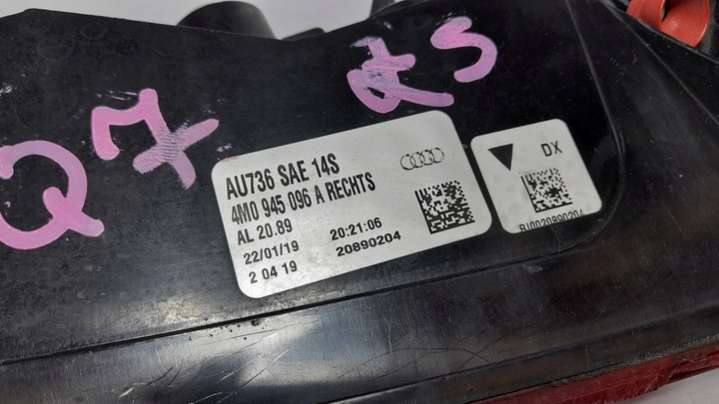 Q7 RS
AU736 SAE 14S
4M0 945 096 A RECHTS
AL 20.89
22/01/19 20:21:06
2 04 19 20890204
DX